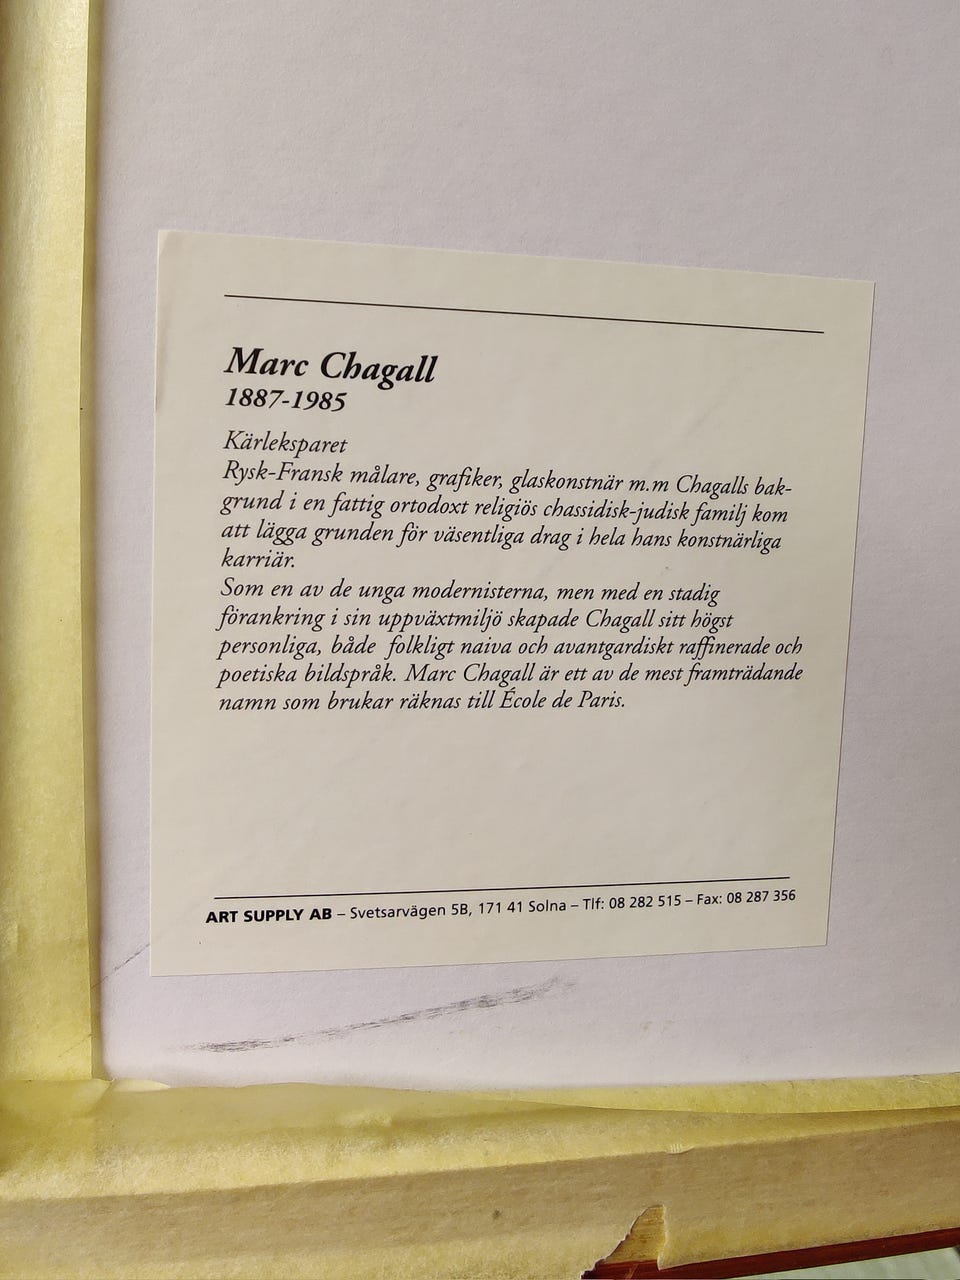 Marc Chagall
1887-1985
Kärleksparet
Rysk-Fransk målare, grafiker, glaskonstnär m.m Chagalls bak-
grund i en fattig ortodoxt religiös chassidisk-judisk familj kom
att lägga grunden för väsentliga drag i hela hans konstnärliga
karriär.
Som en av de unga modernisterna, men med en stadig
förankring i sin uppväxtmiljö skapade Chagall sitt högst
personliga, både folkligt naiva och avantgardiskt raffinerade och
poetiska bildspråk. Marc Chagall är ett av de mest framträdande
namn som brukar räknas till École de Paris.
ART SUPPLY AB – Svetsarvägen 5B, 171 41 Solna – Tlf: 08 282 515 – Fax: 08 287 356